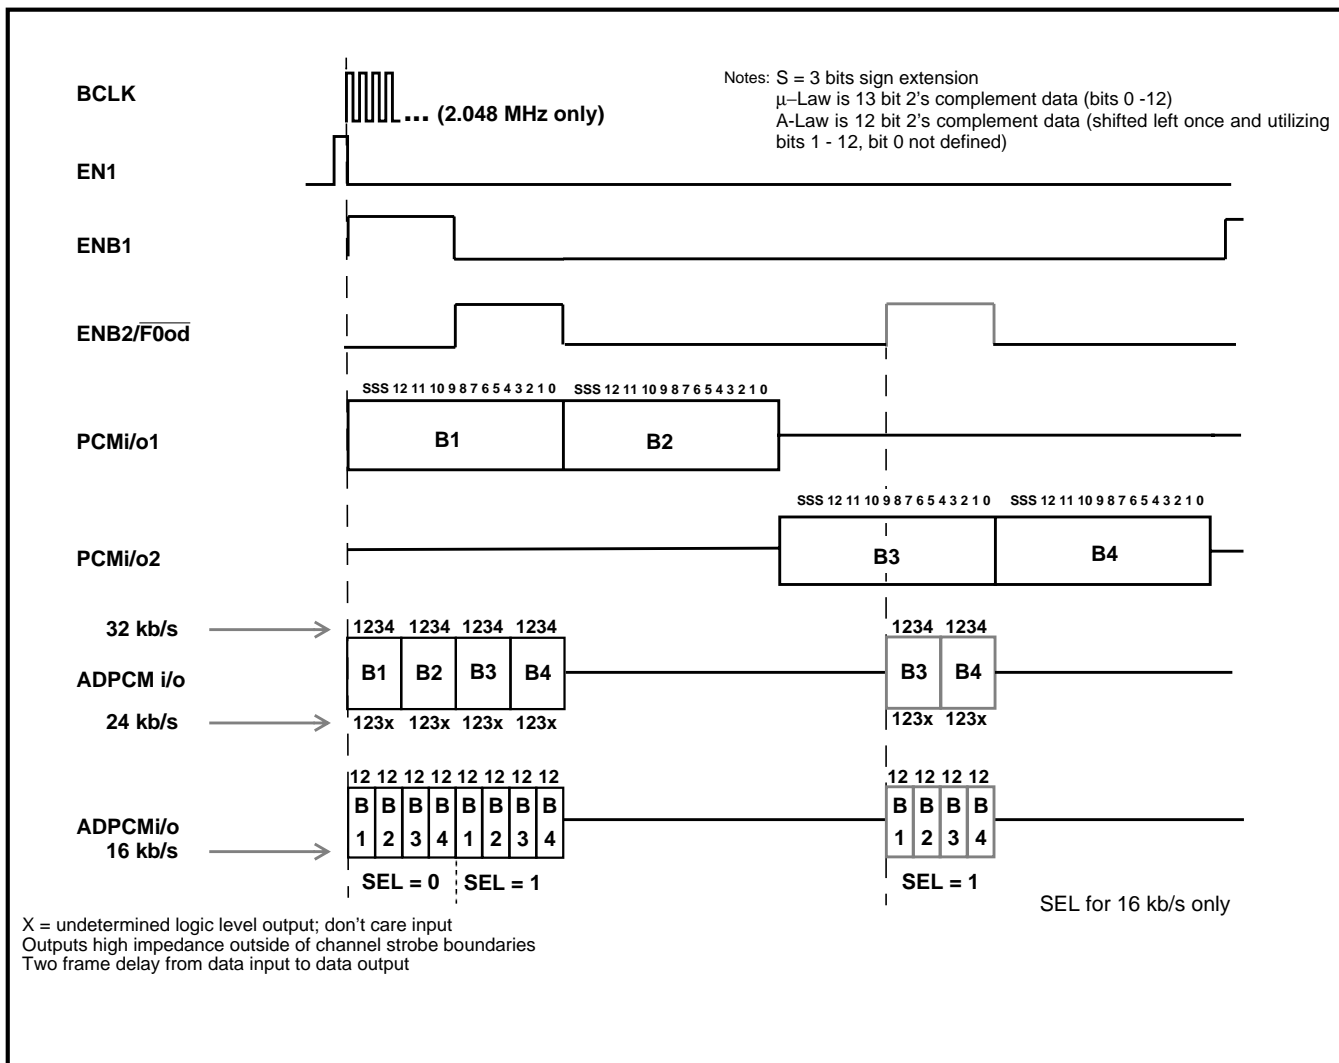 Notes: S = 3 bits sign extension
μ–Law is 13 bit 2's complement data (bits 0 -12)
A-Law is 12 bit 2's complement data (shifted left once and utilizing
bits 1 - 12, bit 0 not defined)
BCLK
... (2.048 MHz only)
EN1
ENB1
ENB2/F0od
SSS 12 11 10 9 8 7 6 5 4 3 2 1 0 SSS 12 11 10 9 8 7 6 5 4 3 2 1 0
PCMi/o1 B1 B2
SSS 12 11 10 9 8 7 6 5 4 3 2 1 0 SSS 12 11 10 9 8 7 6 5 4 3 2 1 0
PCMi/o2 B3 B4
32 kb/s 1234 1234 1234 1234 1234 1234
ADPCM i/o B1 B2 B3 B4 B3 B4
24 kb/s 123x 123x 123x 123x 123x 123x
12 12 12 12 12 12 12 12 12 12 12 12
B B B B B B B B B B B B
ADPCMi/o
1 2 3 4 1 2 3 4 1 2 3 4
16 kb/s
SEL = 0 SEL = 1 SEL = 1
SEL for 16 kb/s only
X = undetermined logic level output; don't care input
Outputs high impedance outside of channel strobe boundaries
Two frame delay from data input to data output